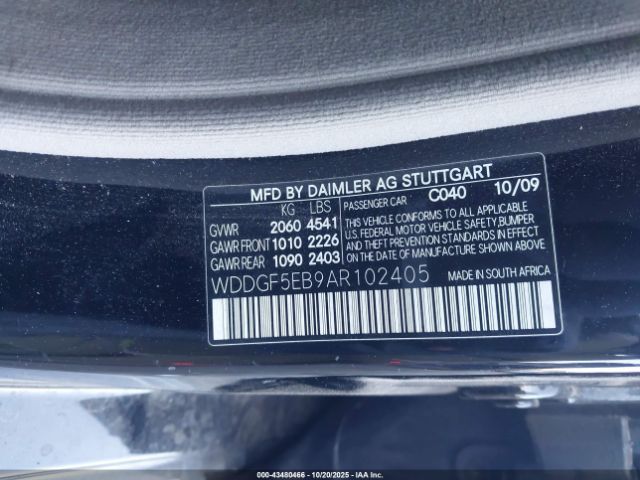 MFD BY DAIMLER AG STUTTGART
KG LBS PASSENGER CAR C040 10/09
GVWR 2060 4541
GAWR FRONT 1010 2226
GAWR REAR 1090 2403
THIS VEHICLE CONFORMS TO ALL APPLICABLE
U.S. FEDERAL MOTOR VEHICLE SAFETY, BUMPER
AND THEFT PREVENTION STANDARDS IN EFFECT
ON THE DATE OF MANUFACTURE SHOWN ABOVE.
WDDGF5EB9AR102405 MADE IN SOUTH AFRICA
000-43480466 - 10/20/2025 - IAA Inc.